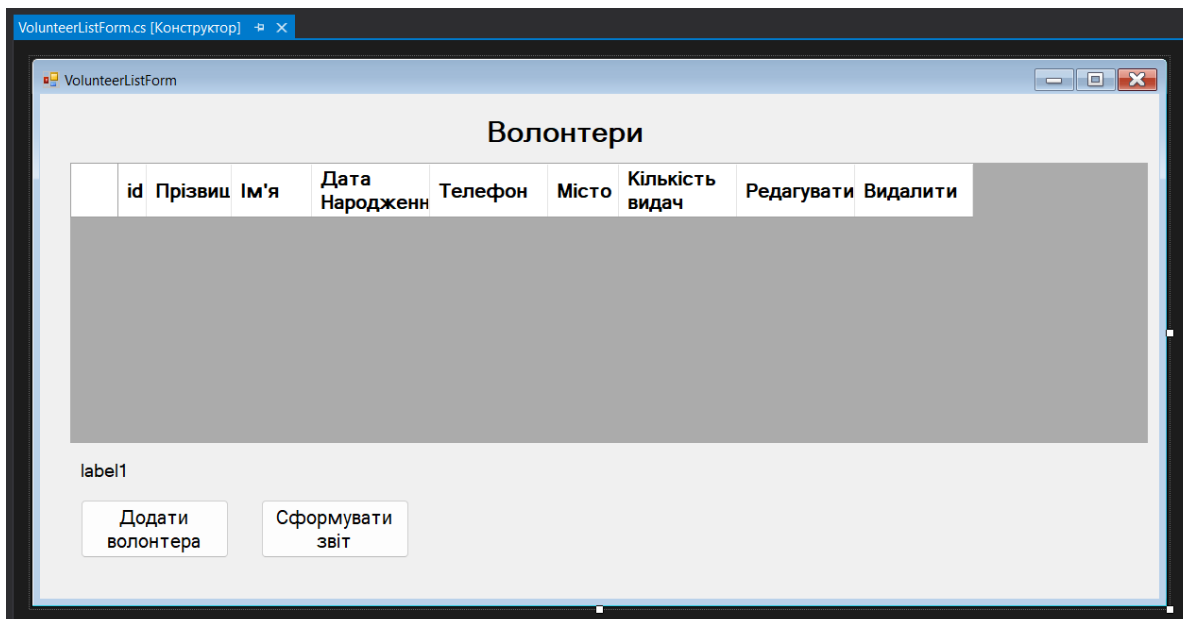 VolunteerListForm.cs [Конструктор]
VolunteerListForm
Волонтери
id Прізвищ Ім'я Дата Народженн Телефон Місто Кількість видач Редагувати Видалити
label1
Додати волонтера
Сформувати звіт